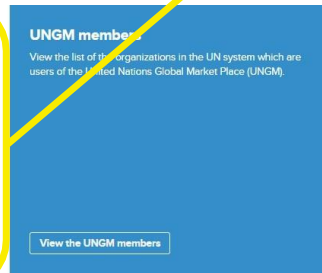 UNGM members
View the list of the organizations in the UN system which are
users of the United Nations Global Market Place (UNGM).
View the UNGM members